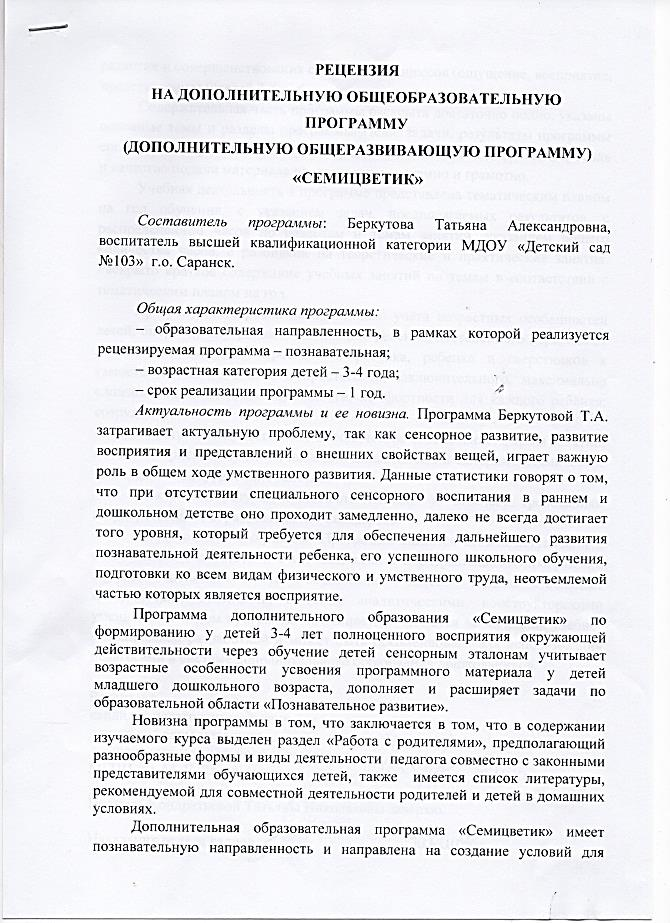 РЕЦЕНЗИЯ
НА ДОПОЛНИТЕЛЬНУЮ ОБЩЕОБРАЗОВАТЕЛЬНУЮ
ПРОГРАММУ
(ДОПОЛНИТЕЛЬНУЮ ОБЩЕРАЗВИВАЮЩУЮ ПРОГРАММУ)
«СЕМИЦВЕТИК»
Составитель программы: Беркутова Татьяна Александровна,
воспитатель высшей квалификационной категории МДОУ «Детский сад
№103» г.о. Саранск.
Общая характеристика программы:
– образовательная направленность, в рамках которой реализуется
рецензируемая программа – познавательная;
– возрастная категория детей – 3-4 года;
– срок реализации программы – 1 год.
Актуальность программы и ее новизна. Программа Беркутовой Т.А.
затрагивает актуальную проблему, так как сенсорное развитие, развитие
восприятия и представлений о внешних свойствах вещей, играет важную
роль в общем ходе умственного развития. Данные статистики говорят о том,
что при отсутствии специального сенсорного воспитания в раннем и
дошкольном детстве оно проходит замедленно, далеко не всегда достигает
того уровня, который требуется для обеспечения дальнейшего развития
познавательной деятельности ребенка, его успешного школьного обучения,
подготовки ко всем видам физического и умственного труда, неотъемлемой
частью которых является восприятие.
Программа дополнительного образования «Семицветик» по
формированию у детей 3-4 лет полноценного восприятия окружающей
действительности через обучение детей сенсорным эталонам учитывает
возрастные особенности усвоения программного материала у детей
младшего дошкольного возраста, дополняет и расширяет задачи по
образовательной области «Познавательное развитие».
Новизна программы в том, что заключается в том, что в содержании
изучаемого курса выделен раздел «Работа с родителями», предполагающий
разнообразные формы и виды деятельности педагога совместно с законными
представителями обучающихся детей, также имеется список литературы,
рекомендуемой для совместной деятельности родителей и детей в домашних
условиях.
Дополнительная образовательная программа «Семицветик» имеет
познавательную направленность и направлена на создание условий для